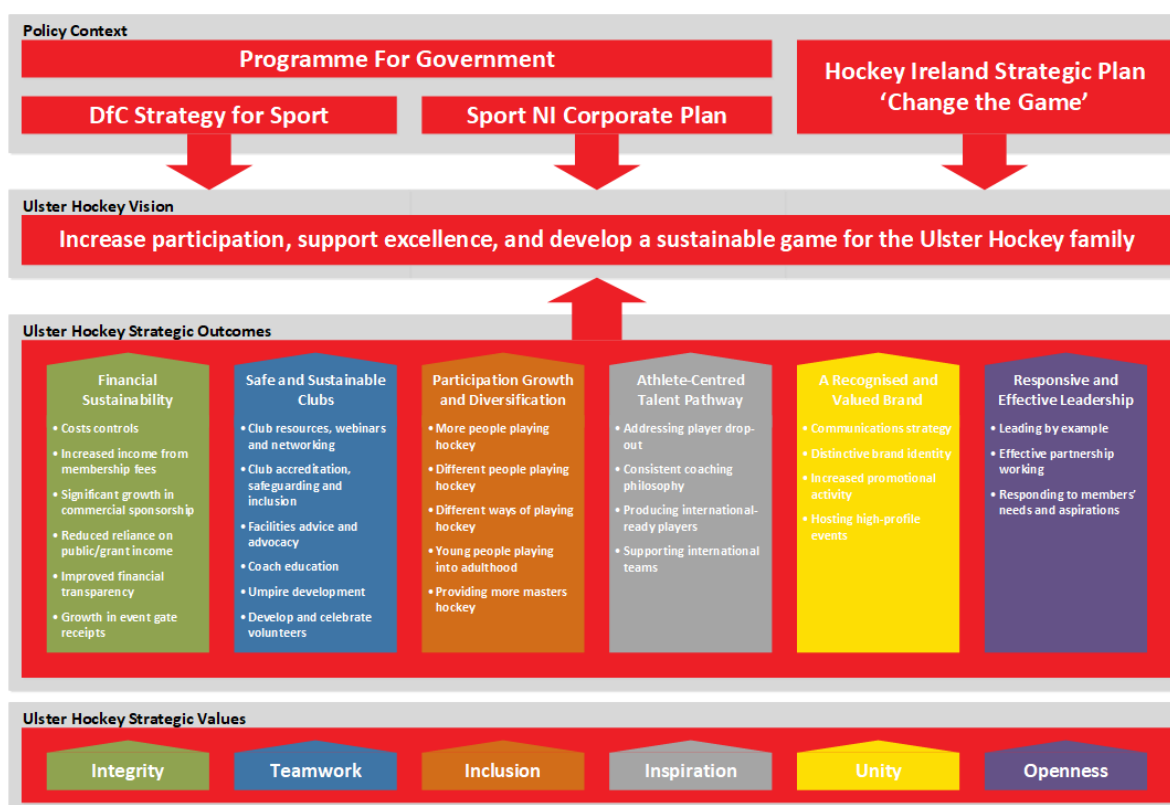 Policy Context
Programme For Government
DfC Strategy for Sport
Sport NI Corporate Plan
Hockey Ireland Strategic Plan
‘Change the Game’
Ulster Hockey Vision
Increase participation, support excellence, and develop a sustainable game for the Ulster Hockey family
Ulster Hockey Strategic Outcomes
Financial
Sustainability
• Costs controls
• Increased income from
membership fees
• Significant growth in
commercial sponsorship
• Reduced reliance on
public/grant income
• Improved financial
transparency
• Growth in event gate
receipts
Safe and Sustainable
Clubs
• Club resources, webinars
and networking
• Club accreditation,
safeguarding and
inclusion
• Facilities advice and
advocacy
• Coach education
• Umpire development
• Develop and celebrate
volunteers
Participation Growth
and Diversification
• More people playing
hockey
• Different people playing
hockey
• Different ways of playing
hockey
• Young people playing
into adulthood
• Providing more masters
hockey
Athlete-Centred
Talent Pathway
• Addressing player drop-
out
• Consistent coaching
philosophy
• Producing international-
ready players
• Supporting international
teams
A Recognised and
Valued Brand
• Communications strategy
• Distinctive brand identity
• Increased promotional
activity
• Hosting high-profile
events
Responsive and
Effective Leadership
• Leading by example
• Effective partnership
working
• Responding to members’
needs and aspirations
Ulster Hockey Strategic Values
Integrity
Teamwork
Inclusion
Inspiration
Unity
Openness